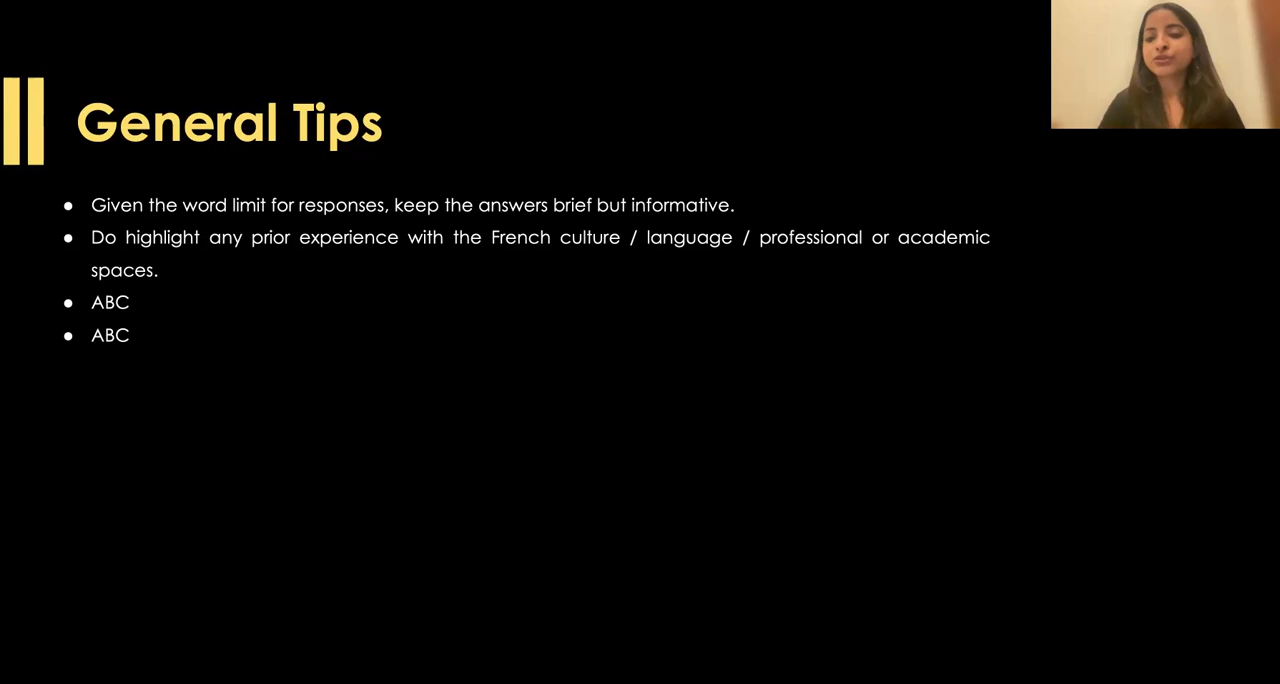 General Tips
● Given the word limit for responses, keep the answers brief but informative.
● Do highlight any prior experience with the French culture / language / professional or academic
spaces.
● ABC
● ABC